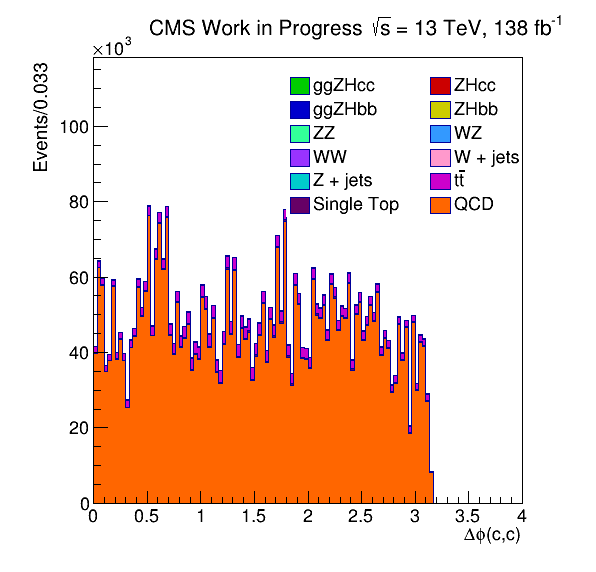 CMS Work in Progress √s = 13 TeV, 138 fb⁻¹
×10³
Events/0.033
ggZHcc ZHcc
ggZHbb ZHbb
ZZ WZ
WW W + jets
Z + jets tt̄
Single Top QCD
100
80
60
40
20
0
0 0.5 1 1.5 2 2.5 3 3.5 4
Δϕ(c,c)